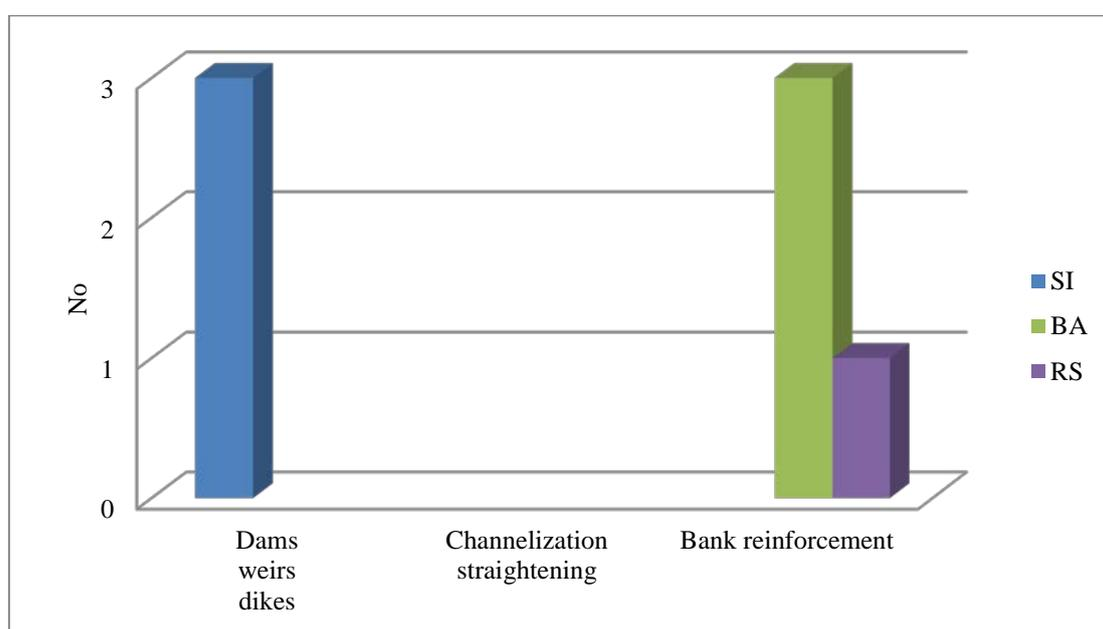 3
2
1
0
No
Dams
weirs
dikes
Channelization
straightening
Bank reinforcement
SI
BA
RS